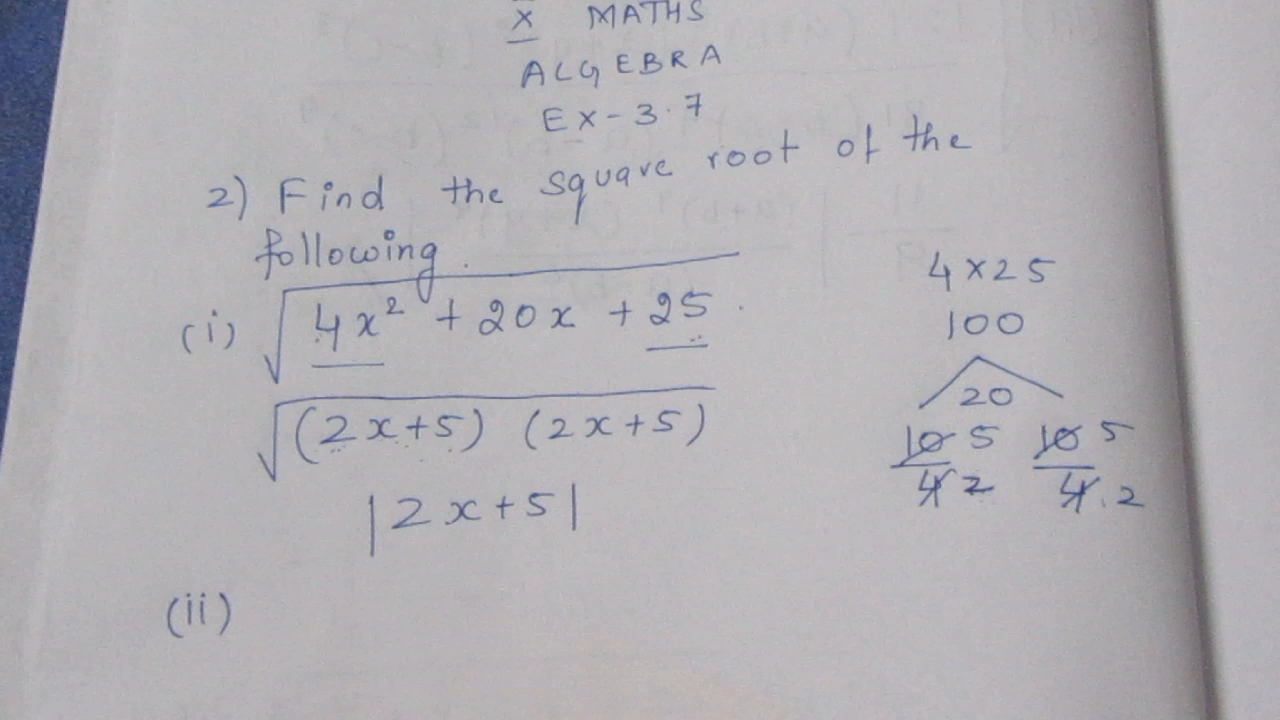 X MATHS
ALGEBRA
EX-3.7
2) Find the square root of the
following.
(i) √(4x² + 20x + 25).
√((2x+5) (2x+5))
|2x+5|
(ii)
4×25
100
20
10 5 10 5
4 2 4.2